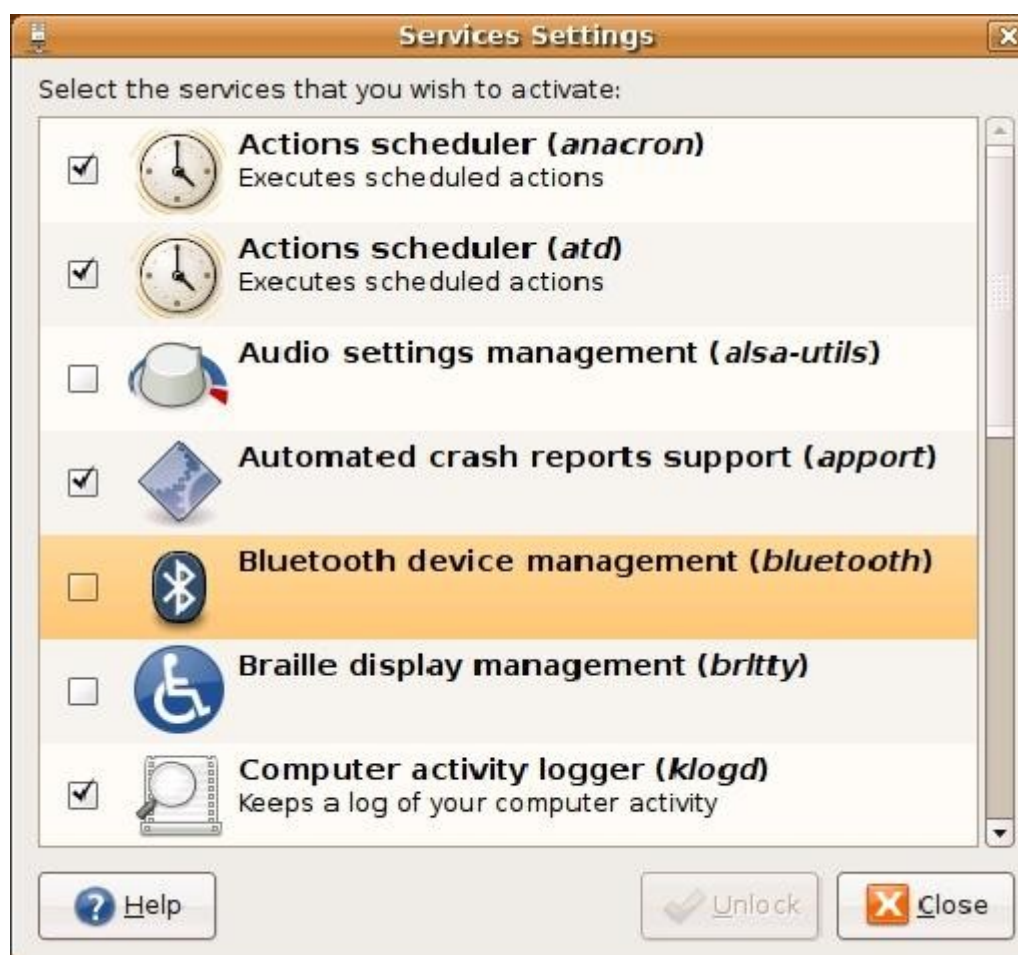 Services Settings
Select the services that you wish to activate:
Actions scheduler (anacron)
Executes scheduled actions
Actions scheduler (atd)
Executes scheduled actions
Audio settings management (alsa-utils)
Automated crash reports support (apport)
Bluetooth device management (bluetooth)
Braille display management (brltty)
Computer activity logger (klogd)
Keeps a log of your computer activity
Help
Unlock
Close